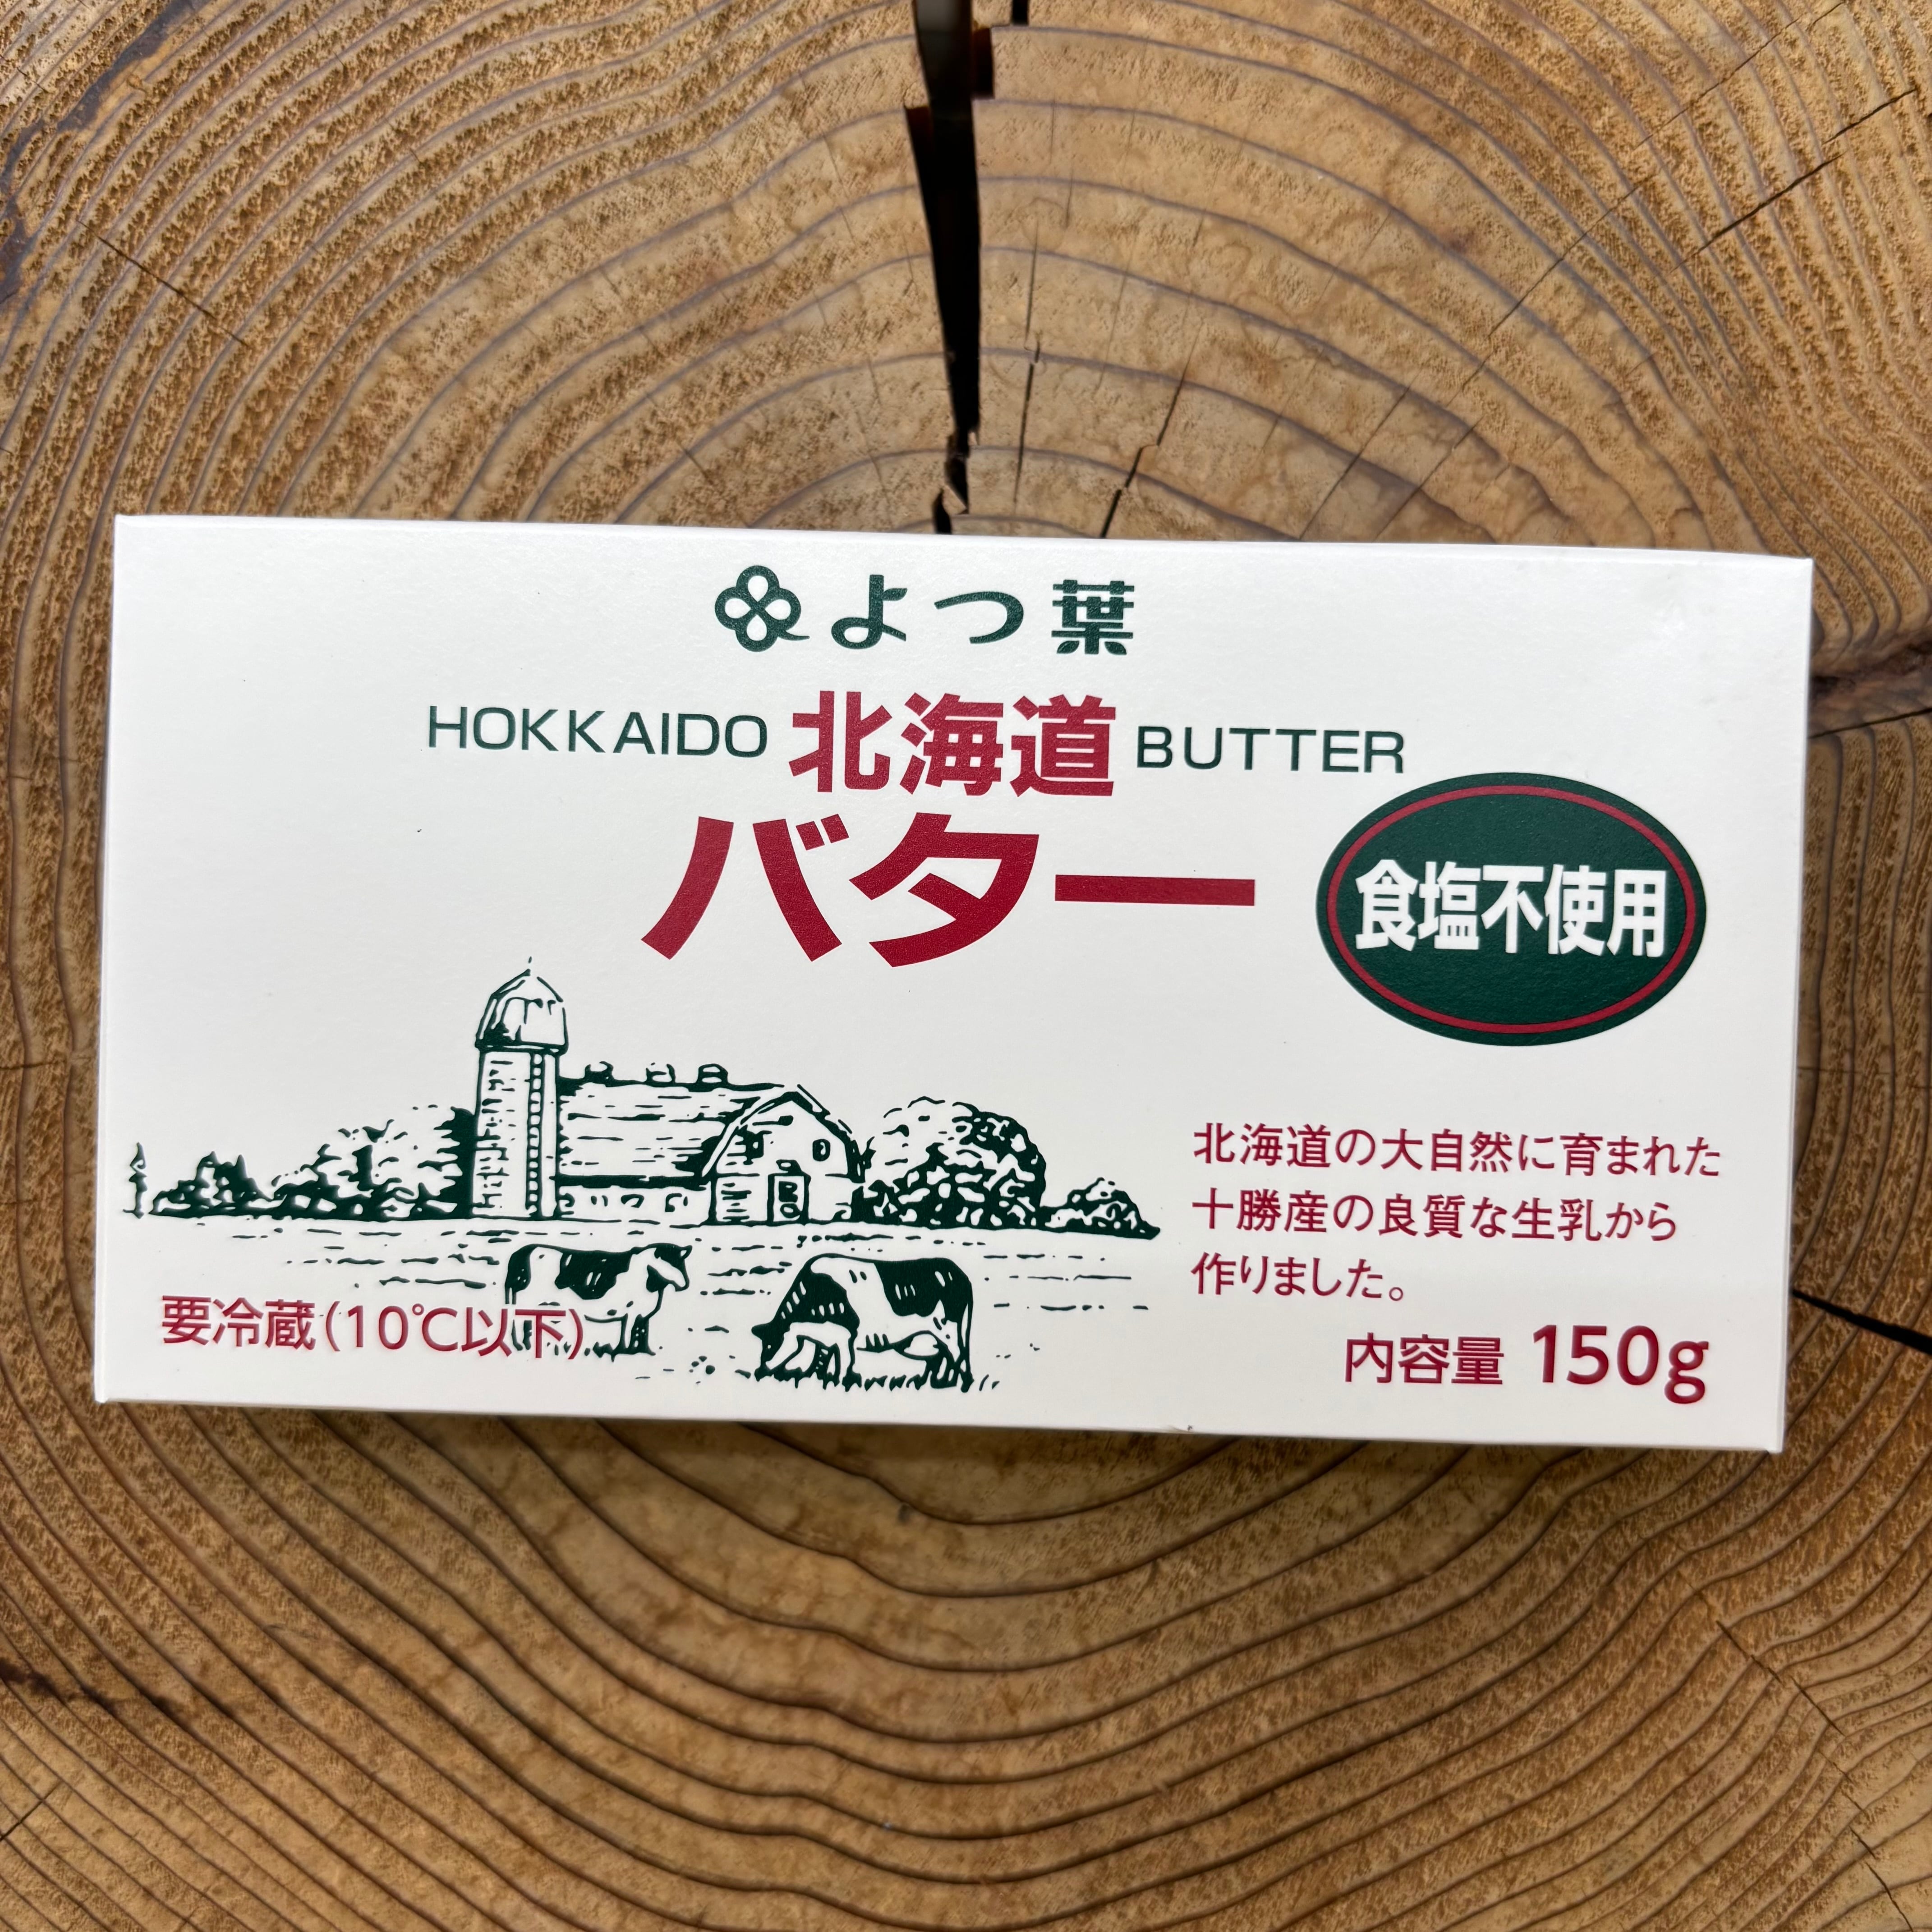 よつ葉
HOKKAIDO 北海道 BUTTER
バター
食塩不使用
北海道の大自然に育まれた
十勝産の良質な生乳から
作りました。
要冷蔵(10℃以下)
内容量 150g